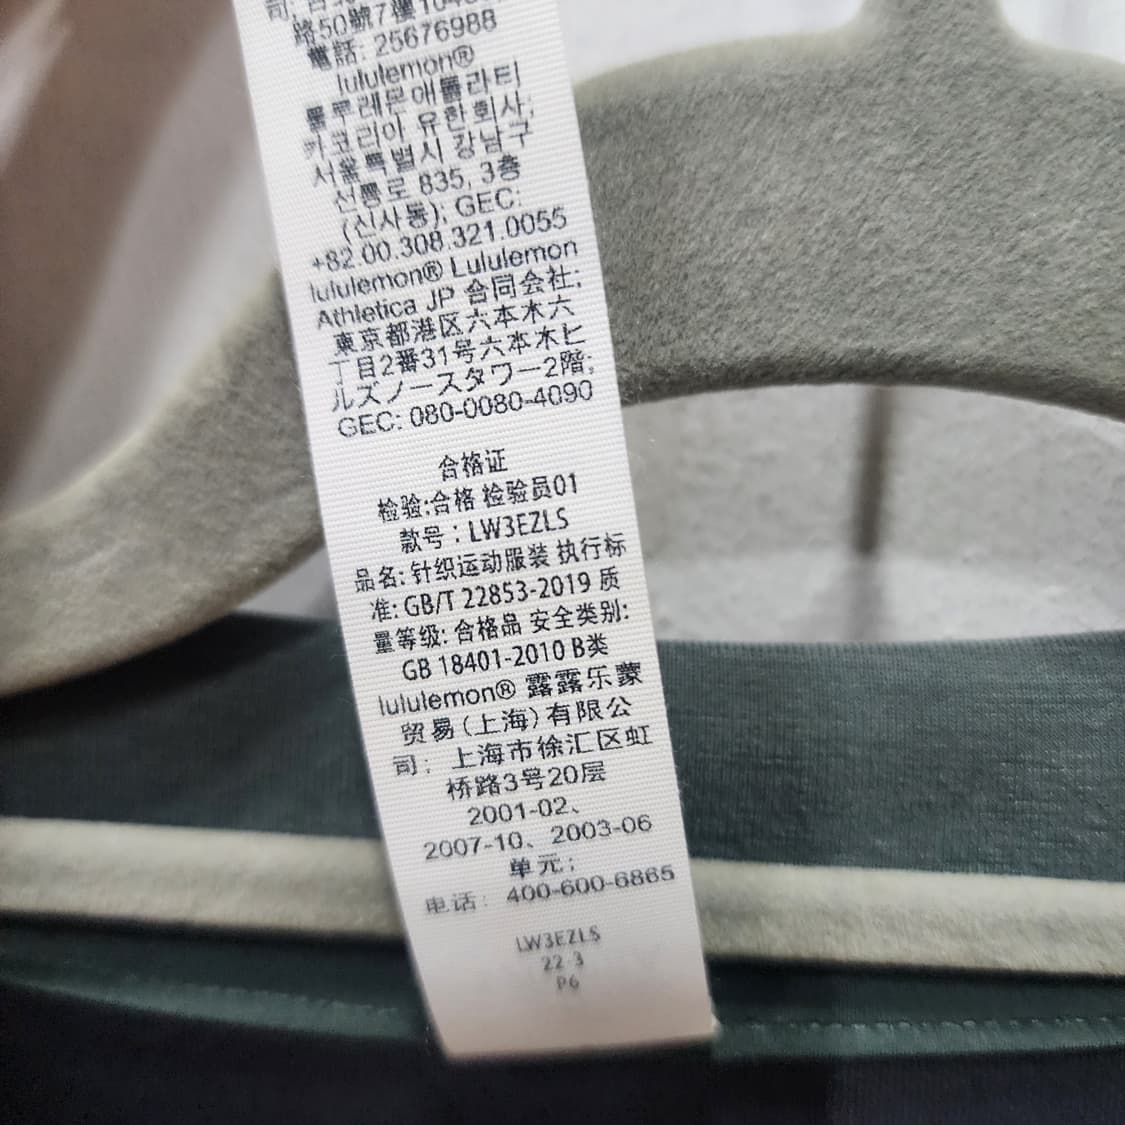 路50號7樓
電話: 25676988
lululemon®
룰루레몬애틀라티
카코리아 유한회사;
서울특별시 강남구
선릉로 835, 3층
(신사동); GEC:
+82.00.308.321.0055
lululemon® Lululemon
Athletica JP 合同会社;
東京都港区六本木六
丁目2番31号六本木ヒ
ルズノースタワー2階;
GEC: 080-0080-4090
合格证
检验:合格 检验员01
款号:LW3EZLS
品名: 针织运动服装 执行标
准: GB/T 22853-2019 质
量等级: 合格品 安全类别:
GB 18401-2010 B类
lululemon® 露露乐蒙
贸易(上海)有限公
司; 上海市徐汇区虹
桥路3号20层
2001-02、
2007-10、2003-06
单元;
电话: 400-600-6865
LW3EZLS
22 3
P6